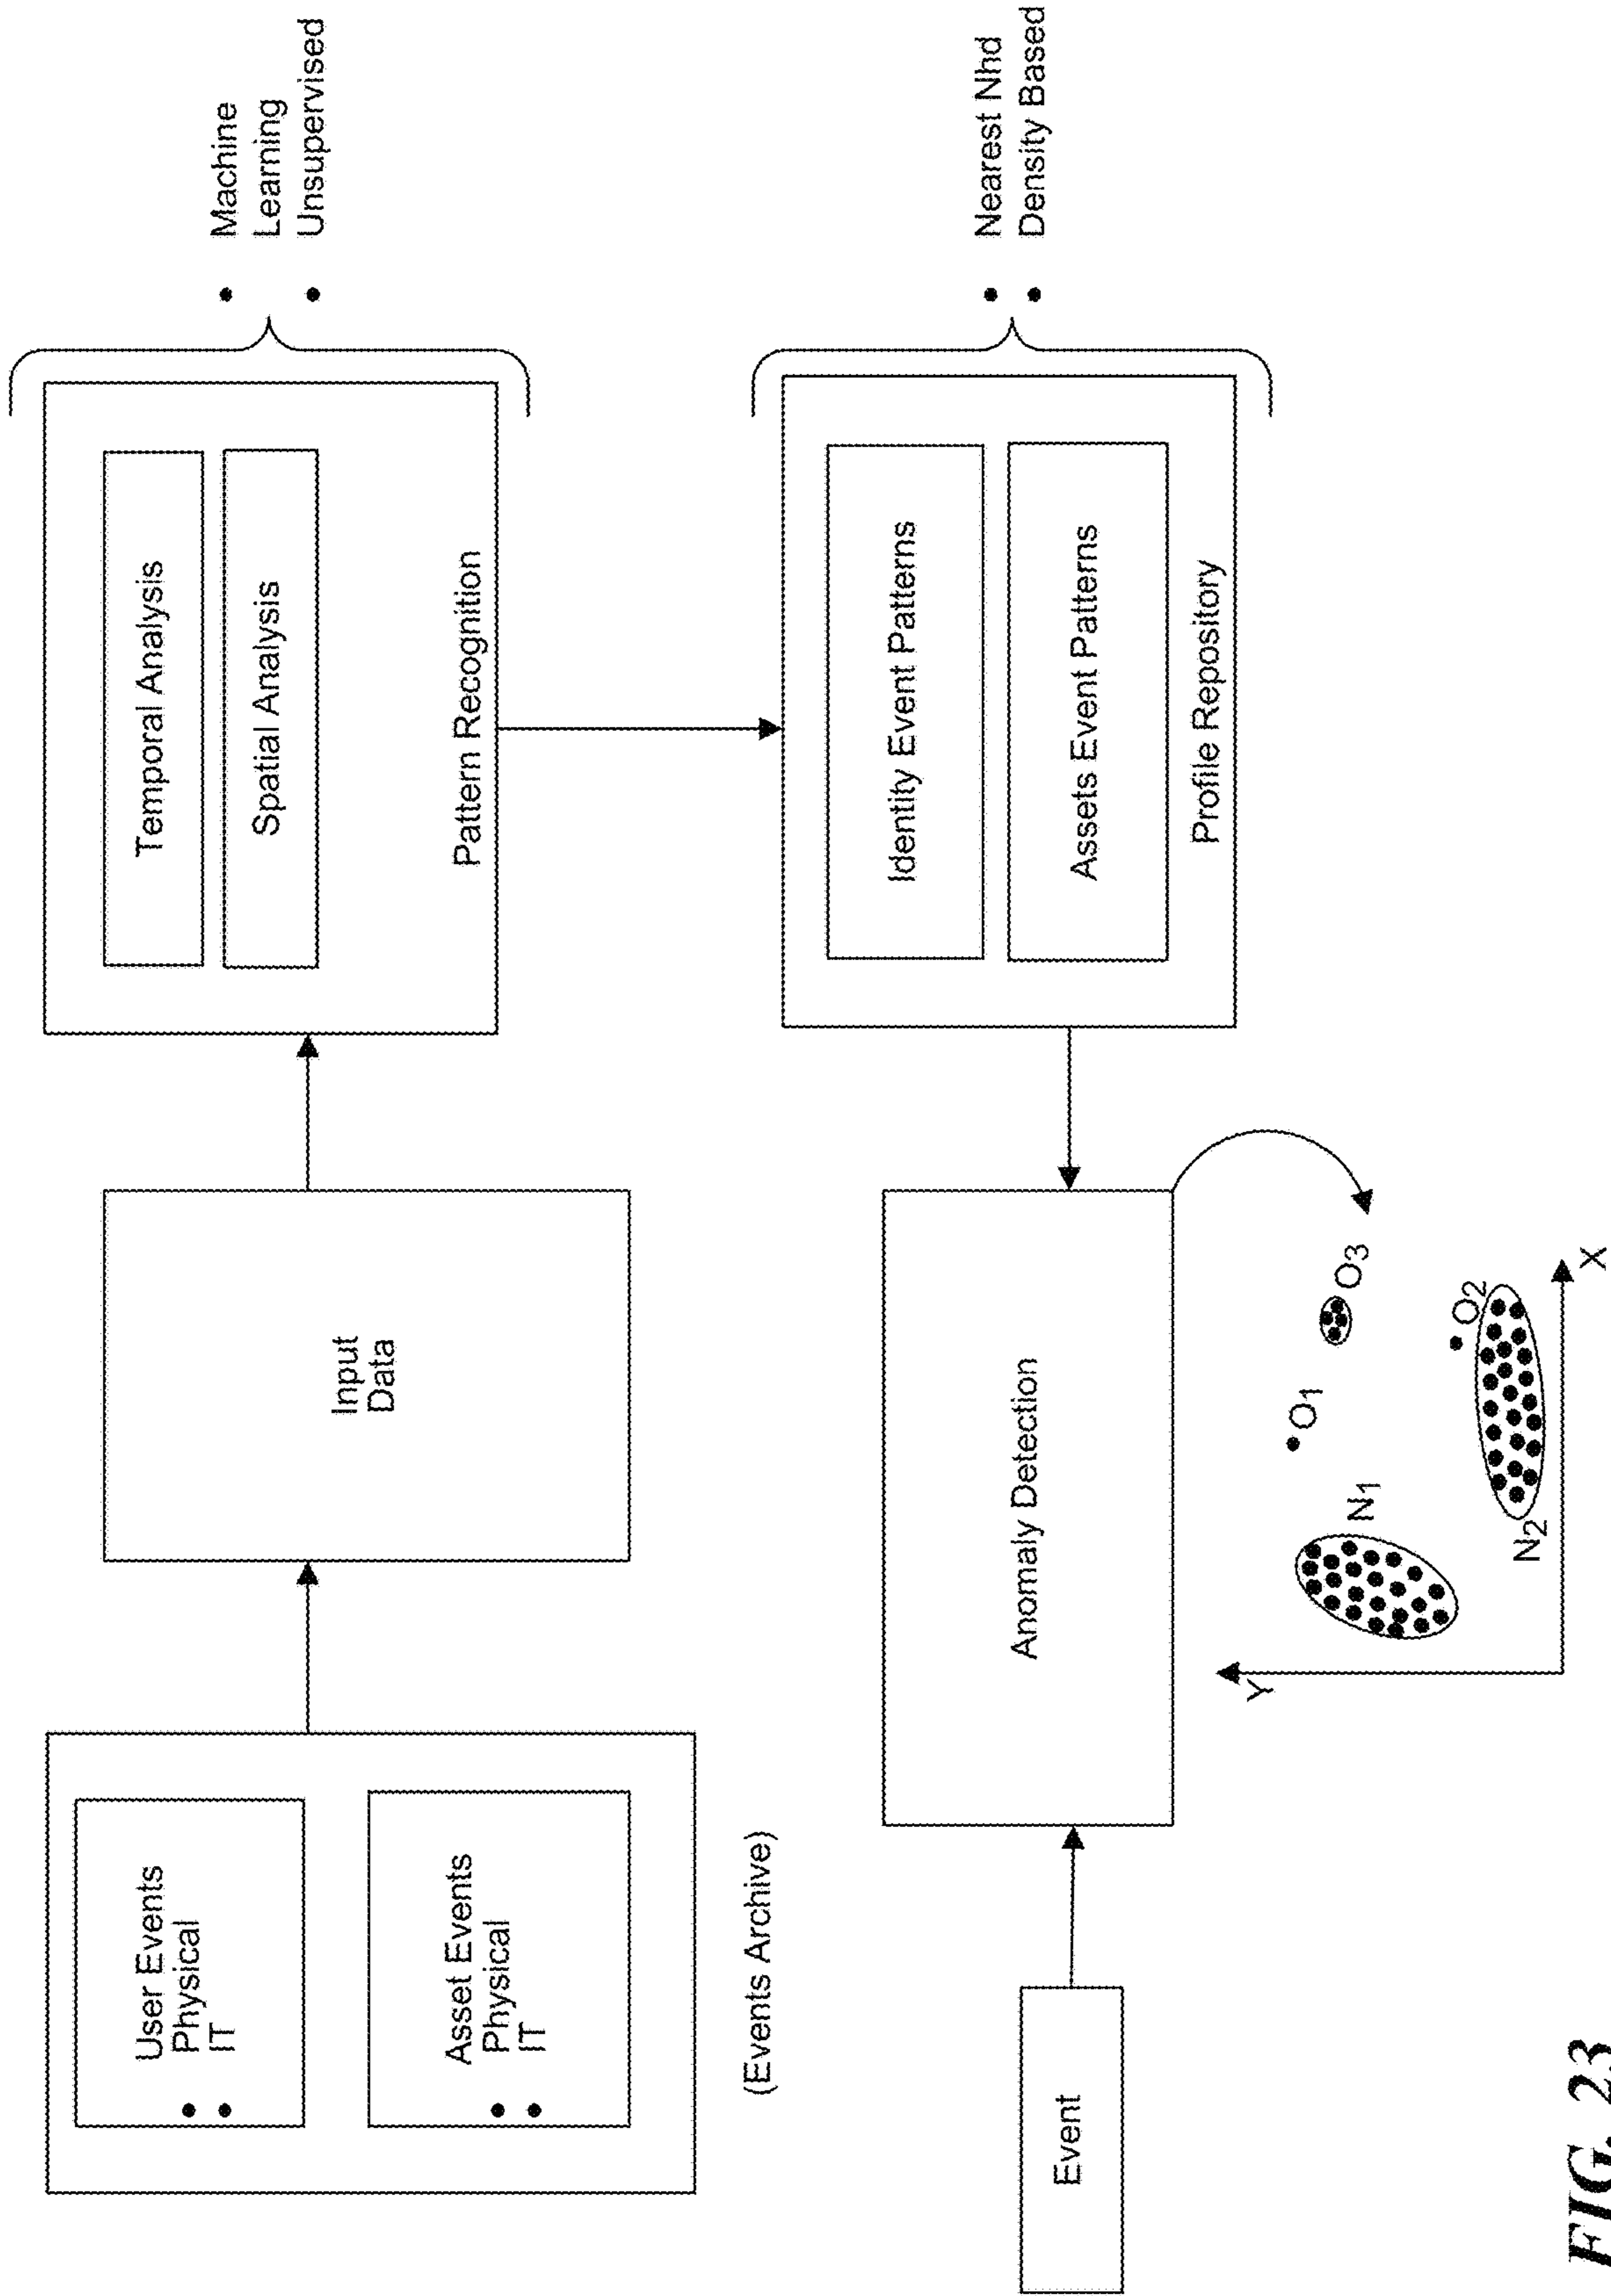 User Events
• Physical
• IT
Asset Events
• Physical
• IT
(Events Archive)
Input
Data
Temporal Analysis
Spatial Analysis
Pattern Recognition
• Machine
Learning
• Unsupervised
Event
Anomaly Detection
Identity Event Patterns
Assets Event Patterns
Profile Repository
• Nearest Nhd
• Density Based
Y
N1
O1
O3
O2
N2
X
FIG. 23